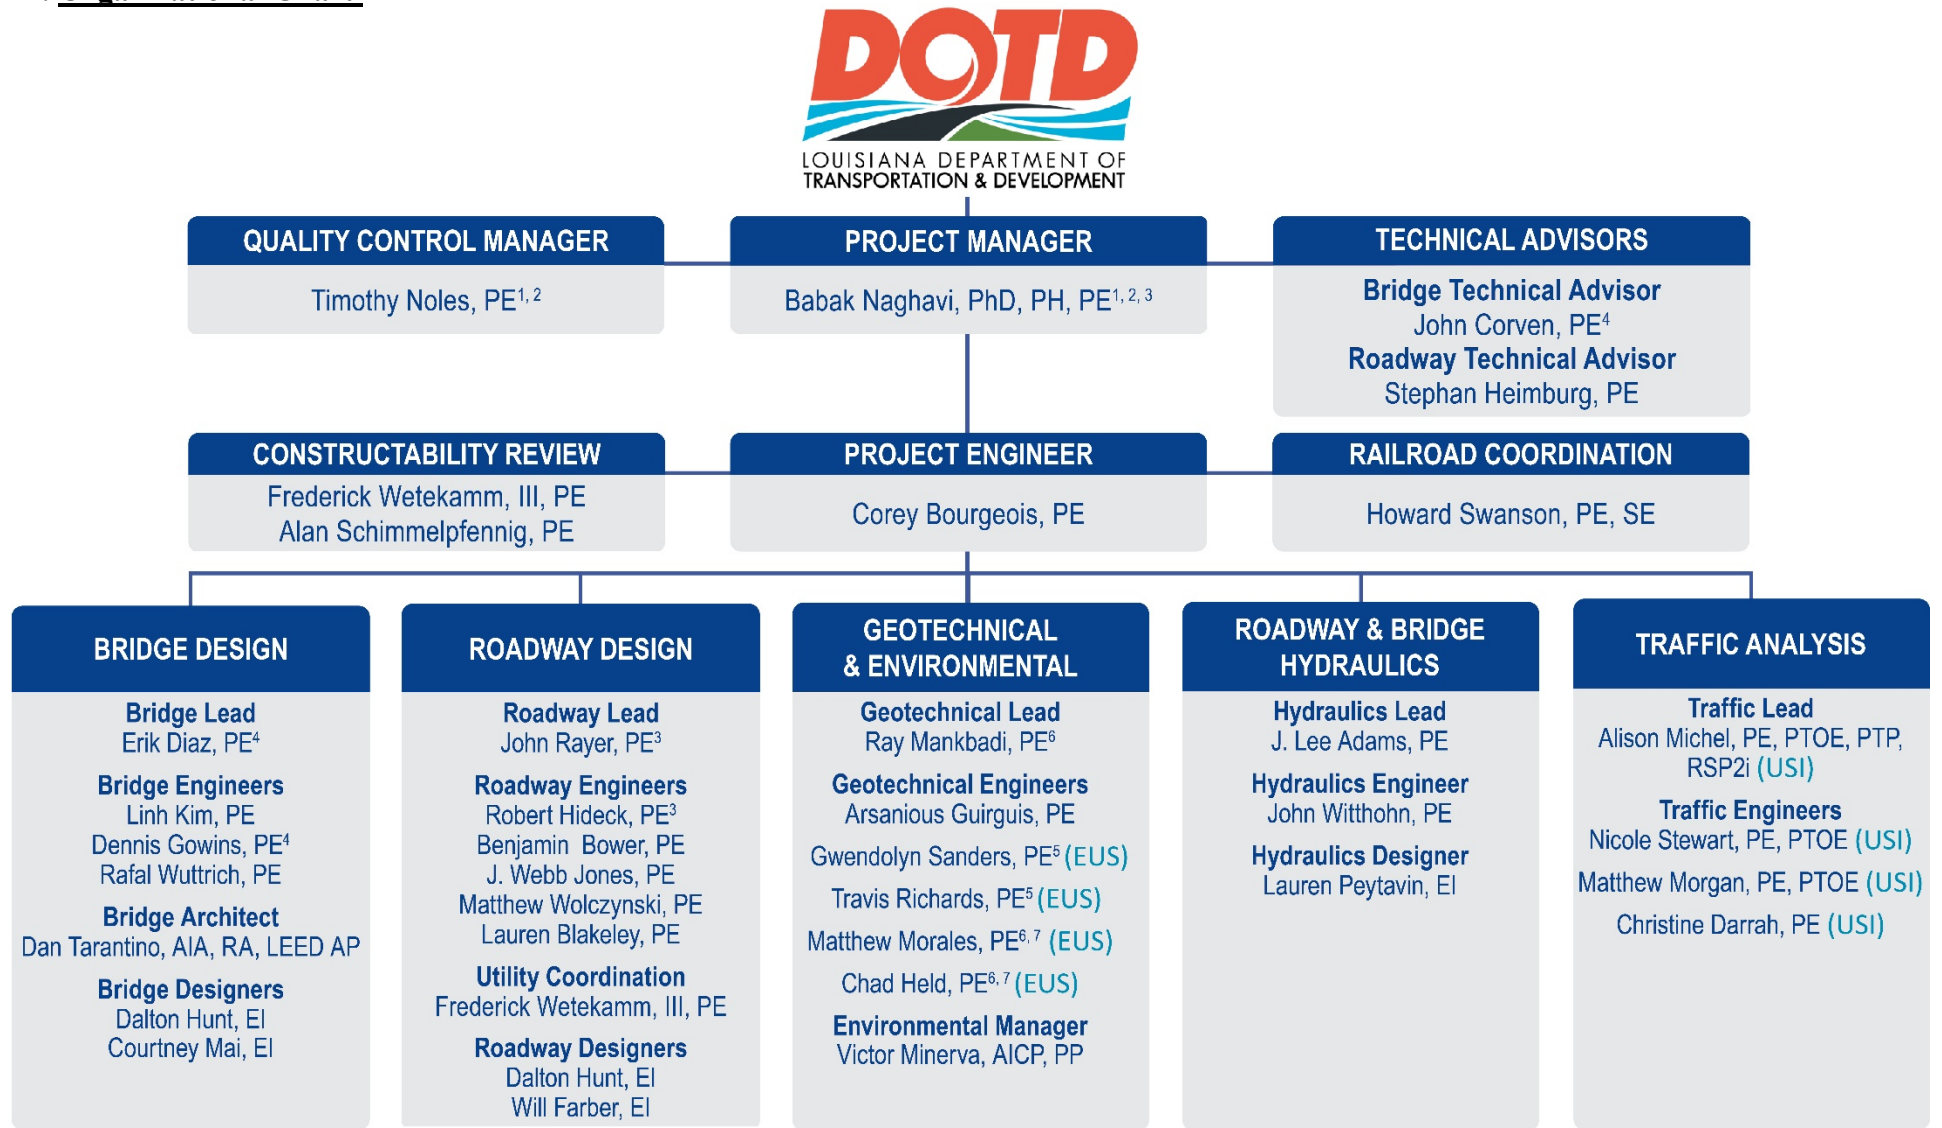 DOTD
LOUISIANA DEPARTMENT OF
TRANSPORTATION & DEVELOPMENT
QUALITY CONTROL MANAGER
Timothy Noles, PE1, 2
PROJECT MANAGER
Babak Naghavi, PhD, PH, PE1, 2, 3
TECHNICAL ADVISORS
Bridge Technical Advisor
John Corven, PE4
Roadway Technical Advisor
Stephan Heimburg, PE
CONSTRUCTABILITY REVIEW
Frederick Wetekamm, III, PE
Alan Schimmelpfennig, PE
PROJECT ENGINEER
Corey Bourgeois, PE
RAILROAD COORDINATION
Howard Swanson, PE, SE
BRIDGE DESIGN
Bridge Lead
Erik Diaz, PE4
Bridge Engineers
Linh Kim, PE
Dennis Gowins, PE4
Rafal Wuttrich, PE
Bridge Architect
Dan Tarantino, AIA, RA, LEED AP
Bridge Designers
Dalton Hunt, EI
Courtney Mai, EI
ROADWAY DESIGN
Roadway Lead
John Rayer, PE3
Roadway Engineers
Robert Hideck, PE3
Benjamin Bower, PE
J. Webb Jones, PE
Matthew Wolczynski, PE
Lauren Blakeley, PE
Utility Coordination
Frederick Wetekamm, III, PE
Roadway Designers
Dalton Hunt, EI
Will Farber, EI
GEOTECHNICAL
& ENVIRONMENTAL
Geotechnical Lead
Ray Mankbadi, PE6
Geotechnical Engineers
Arsanious Guirguis, PE
Gwendolyn Sanders, PE5 (EUS)
Travis Richards, PE5 (EUS)
Matthew Morales, PE6, 7 (EUS)
Chad Held, PE6, 7 (EUS)
Environmental Manager
Victor Minerva, AICP, PP
ROADWAY & BRIDGE
HYDRAULICS
Hydraulics Lead
J. Lee Adams, PE
Hydraulics Engineer
John Witthohn, PE
Hydraulics Designer
Lauren Peytavin, EI
TRAFFIC ANALYSIS
Traffic Lead
Alison Michel, PE, PTOE, PTP,
RSP2i (USI)
Traffic Engineers
Nicole Stewart, PE, PTOE (USI)
Matthew Morgan, PE, PTOE (USI)
Christine Darrah, PE (USI)